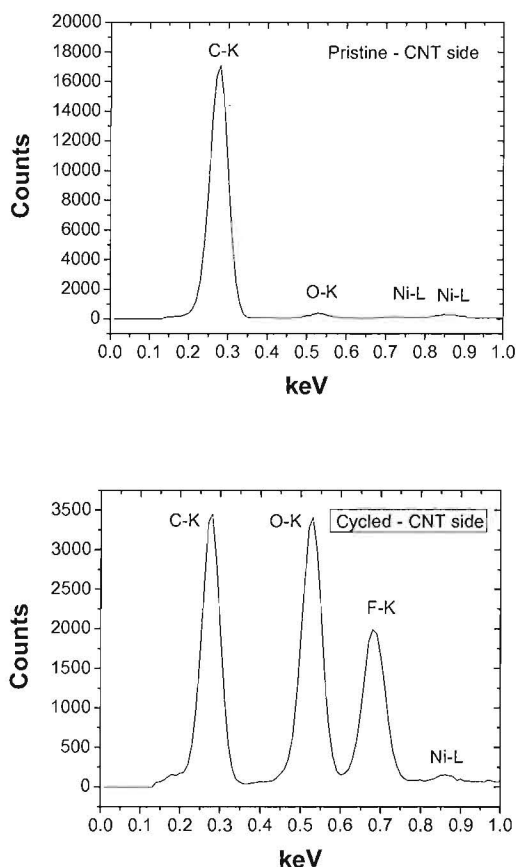 20000
18000
16000
14000
12000
10000
8000
6000
4000
2000
0
Counts
C-K
Pristine - CNT side
O-K
Ni-L
Ni-L
0.0 0.1 0.2 0.3 0.4 0.5 0.6 0.7 0.8 0.9 1.0
keV
3500
3000
2500
2000
1500
1000
500
0
Counts
C-K
O-K
Cycled - CNT side
F-K
Ni-L
0.0 0.1 0.2 0.3 0.4 0.5 0.6 0.7 0.8 0.9 1.0
keV